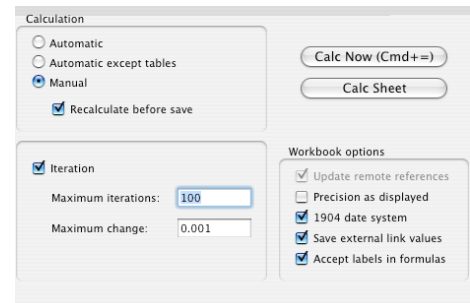 Calculation
Automatic
Automatic except tables
Manual
Recalculate before save
Calc Now (Cmd+=)
Calc Sheet
Iteration
Maximum iterations: 100
Maximum change: 0.001
Workbook options
Update remote references
Precision as displayed
1904 date system
Save external link values
Accept labels in formulas